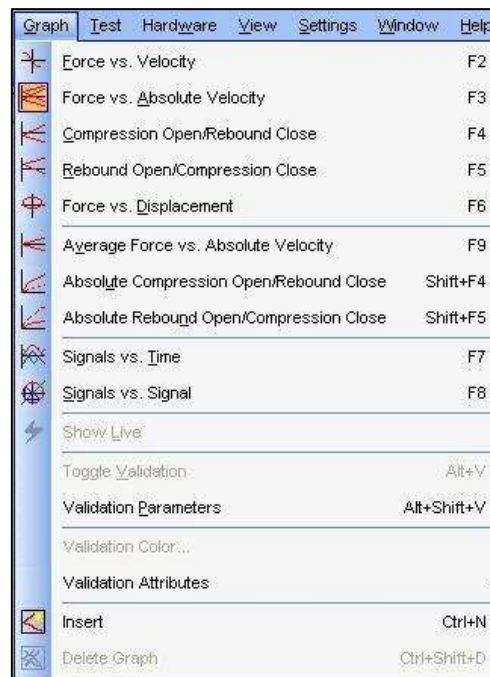 Graph Test Hardware View Settings Window Help
Force vs. Velocity F2
Force vs. Absolute Velocity F3
Compression Open/Rebound Close F4
Rebound Open/Compression Close F5
Force vs. Displacement F6
Average Force vs. Absolute Velocity F9
Absolute Compression Open/Rebound Close Shift+F4
Absolute Rebound Open/Compression Close Shift+F5
Signals vs. Time F7
Signals vs. Signal F8
Show Live
Toggle Validation Alt+V
Validation Parameters Alt+Shift+V
Validation Color...
Validation Attributes
Insert Ctrl+N
Delete Graph Ctrl+Shift+D